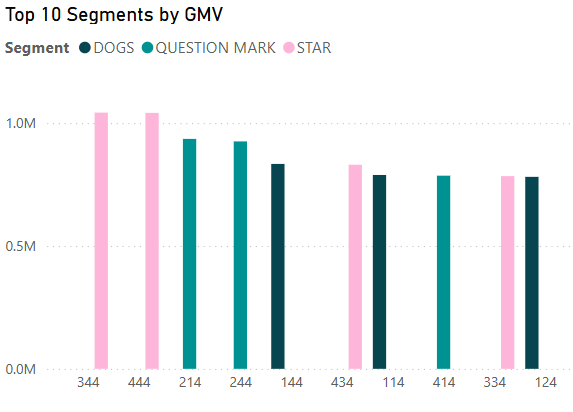 Top 10 Segments by GMV
Segment DOGS QUESTION MARK STAR
1.0M
0.5M
0.0M
344 444 214 244 144 434 114 414 334 124